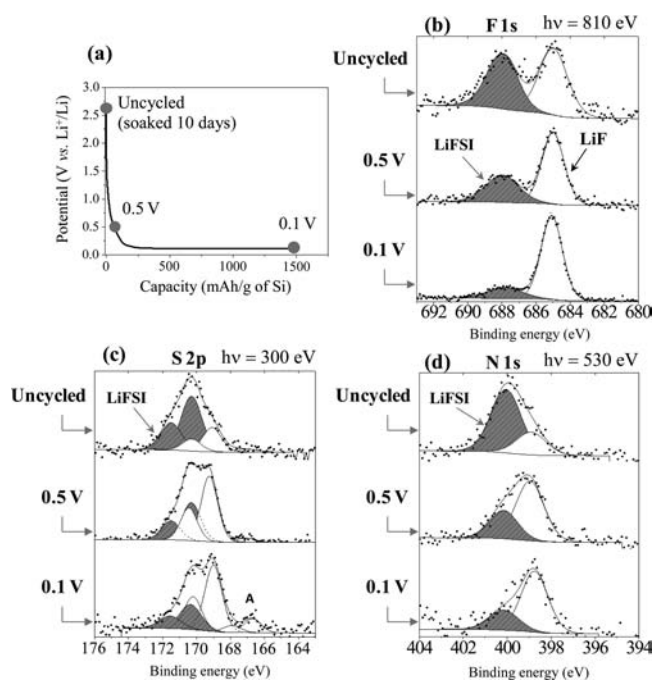 (a)
3.0
2.5
2.0
1.5
1.0
0.5
0.0
Potential (V vs. Li⁺/Li)
Uncycled
(soaked 10 days)
0.5 V
0.1 V
0 500 1000 1500
Capacity (mAh/g of Si)
(b) F 1s hν = 810 eV
Uncycled
0.5 V
LiFSI
LiF
0.1 V
692 690 688 686 684 682 680
Binding energy (eV)
(c) S 2p hν = 300 eV
Uncycled
LiFSI
0.5 V
0.1 V
A
176 174 172 170 168 166 164
Binding energy (eV)
(d) N 1s hν = 530 eV
Uncycled
LiFSI
0.5 V
0.1 V
404 402 400 398 396 394
Binding energy (eV)